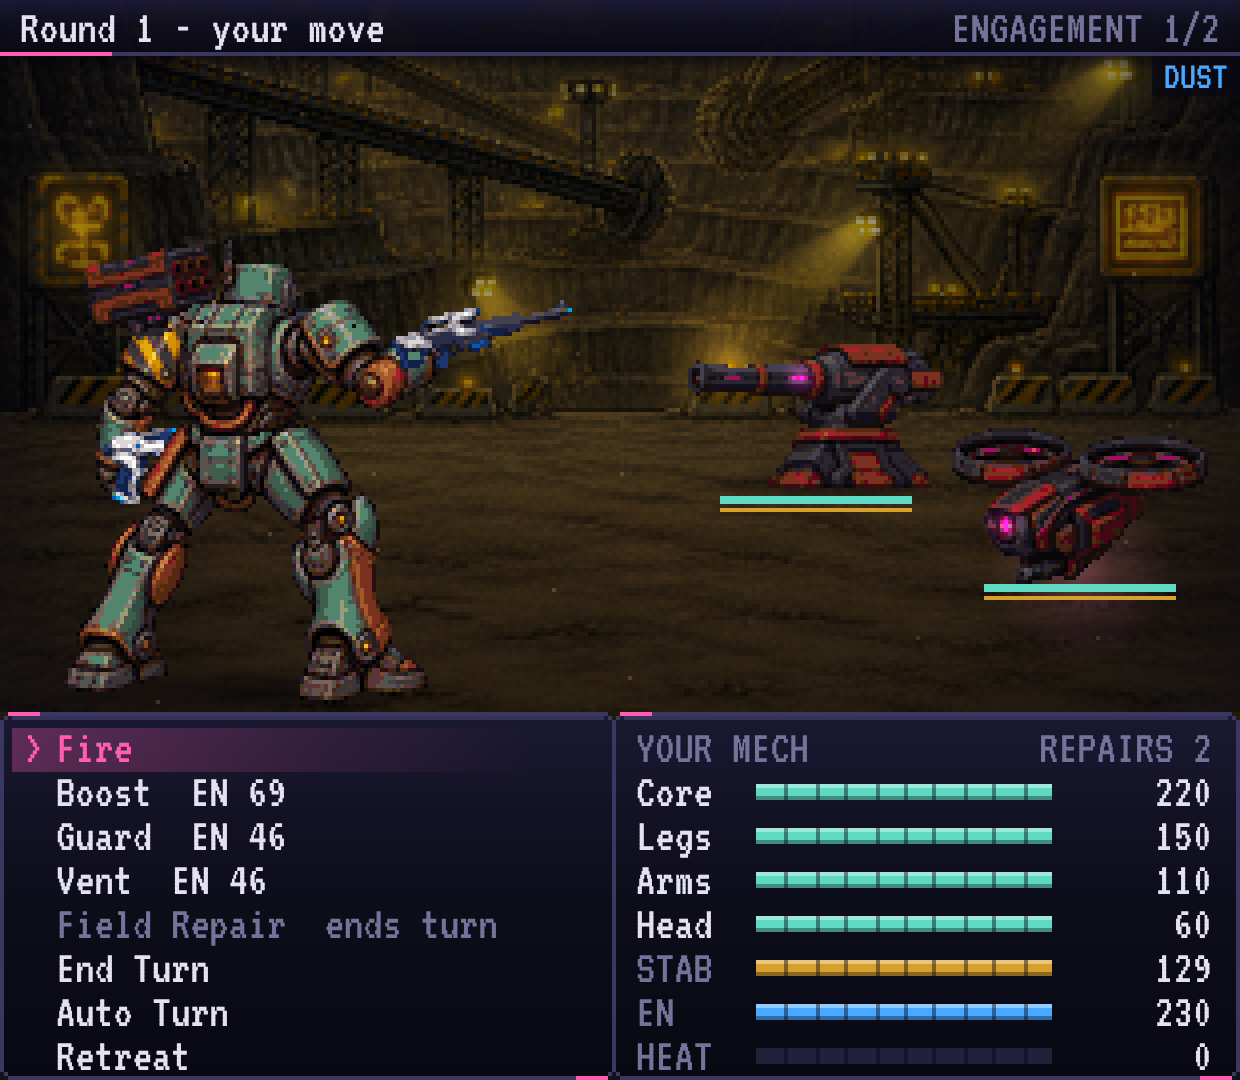 Round 1 - your move
ENGAGEMENT 1/2
DUST
> Fire
Boost EN 69
Guard EN 46
Vent EN 46
Field Repair ends turn
End Turn
Auto Turn
Retreat
YOUR MECH REPAIRS 2
Core 220
Legs 150
Arms 110
Head 60
STAB 129
EN 230
HEAT 0